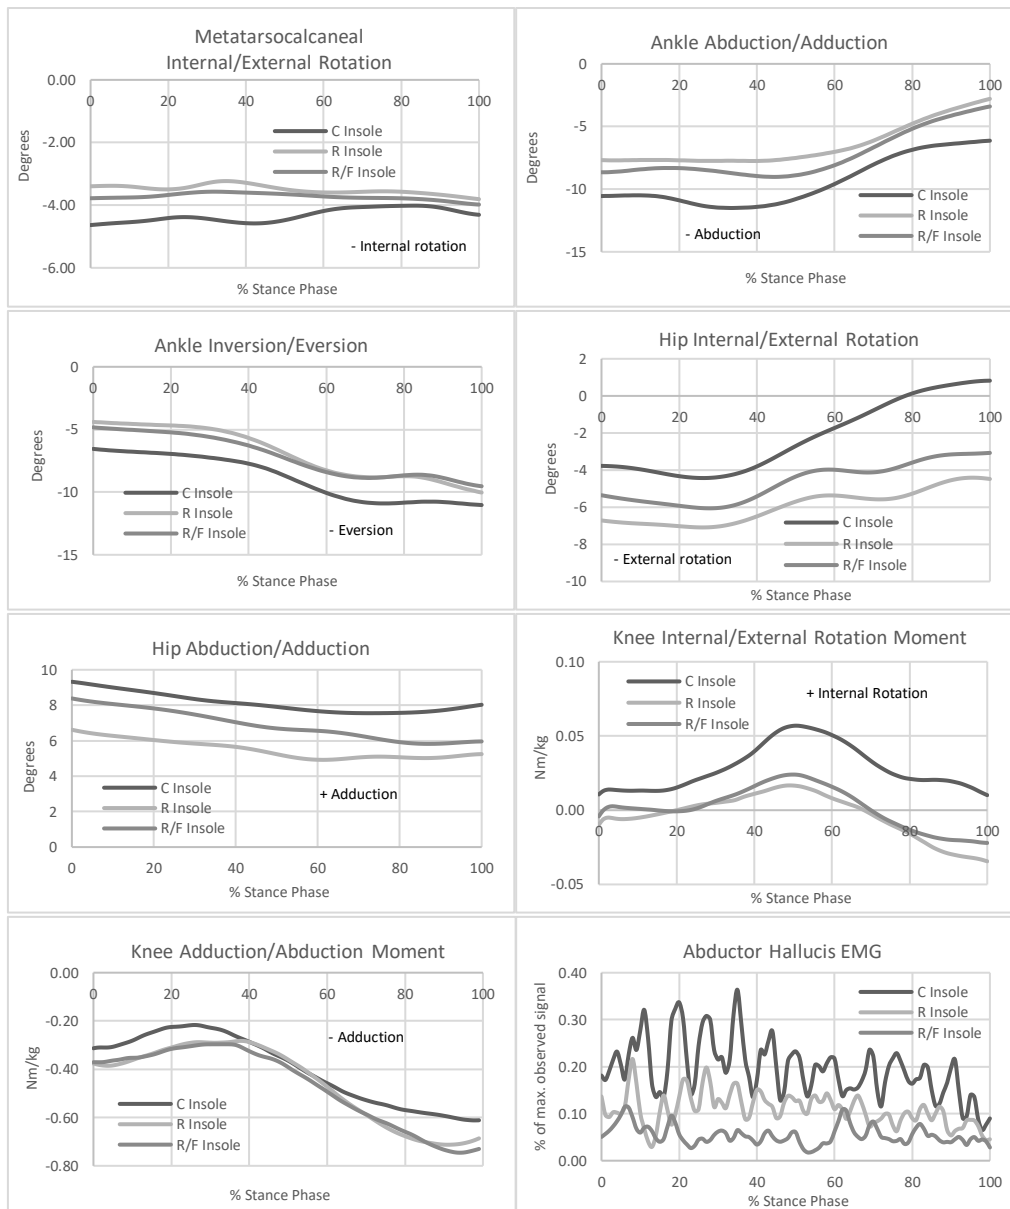 Metatarsocalcaneal
Internal/External Rotation
0.00
-2.00
-4.00
-6.00
0 20 40 60 80 100
Degrees
C Insole
R Insole
R/F Insole
- Internal rotation
% Stance Phase
Ankle Abduction/Adduction
0
-5
-10
-15
0 20 40 60 80 100
Degrees
C Insole
R Insole
R/F Insole
- Abduction
% Stance Phase
Ankle Inversion/Eversion
0
-5
-10
-15
0 20 40 60 80 100
Degrees
C Insole
R Insole
R/F Insole
- Eversion
% Stance Phase
Hip Internal/External Rotation
2
0
-2
-4
-6
-8
-10
0 20 40 60 80 100
Degrees
C Insole
R Insole
R/F Insole
- External rotation
% Stance Phase
Hip Abduction/Adduction
10
8
6
4
2
0
0 20 40 60 80 100
Degrees
C Insole
R Insole
R/F Insole
+ Adduction
% Stance Phase
Knee Internal/External Rotation Moment
0.10
0.05
0.00
-0.05
0 20 40 60 80 100
Nm/kg
C Insole
R Insole
R/F Insole
+ Internal Rotation
% Stance Phase
Knee Adduction/Abduction Moment
0.00
-0.20
-0.40
-0.60
-0.80
0 20 40 60 80 100
Nm/kg
C Insole
R Insole
R/F Insole
- Adduction
% Stance Phase
Abductor Hallucis EMG
0.40
0.30
0.20
0.10
0.00
0 20 40 60 80 100
% of max. observed signal
C Insole
R Insole
R/F Insole
% Stance Phase